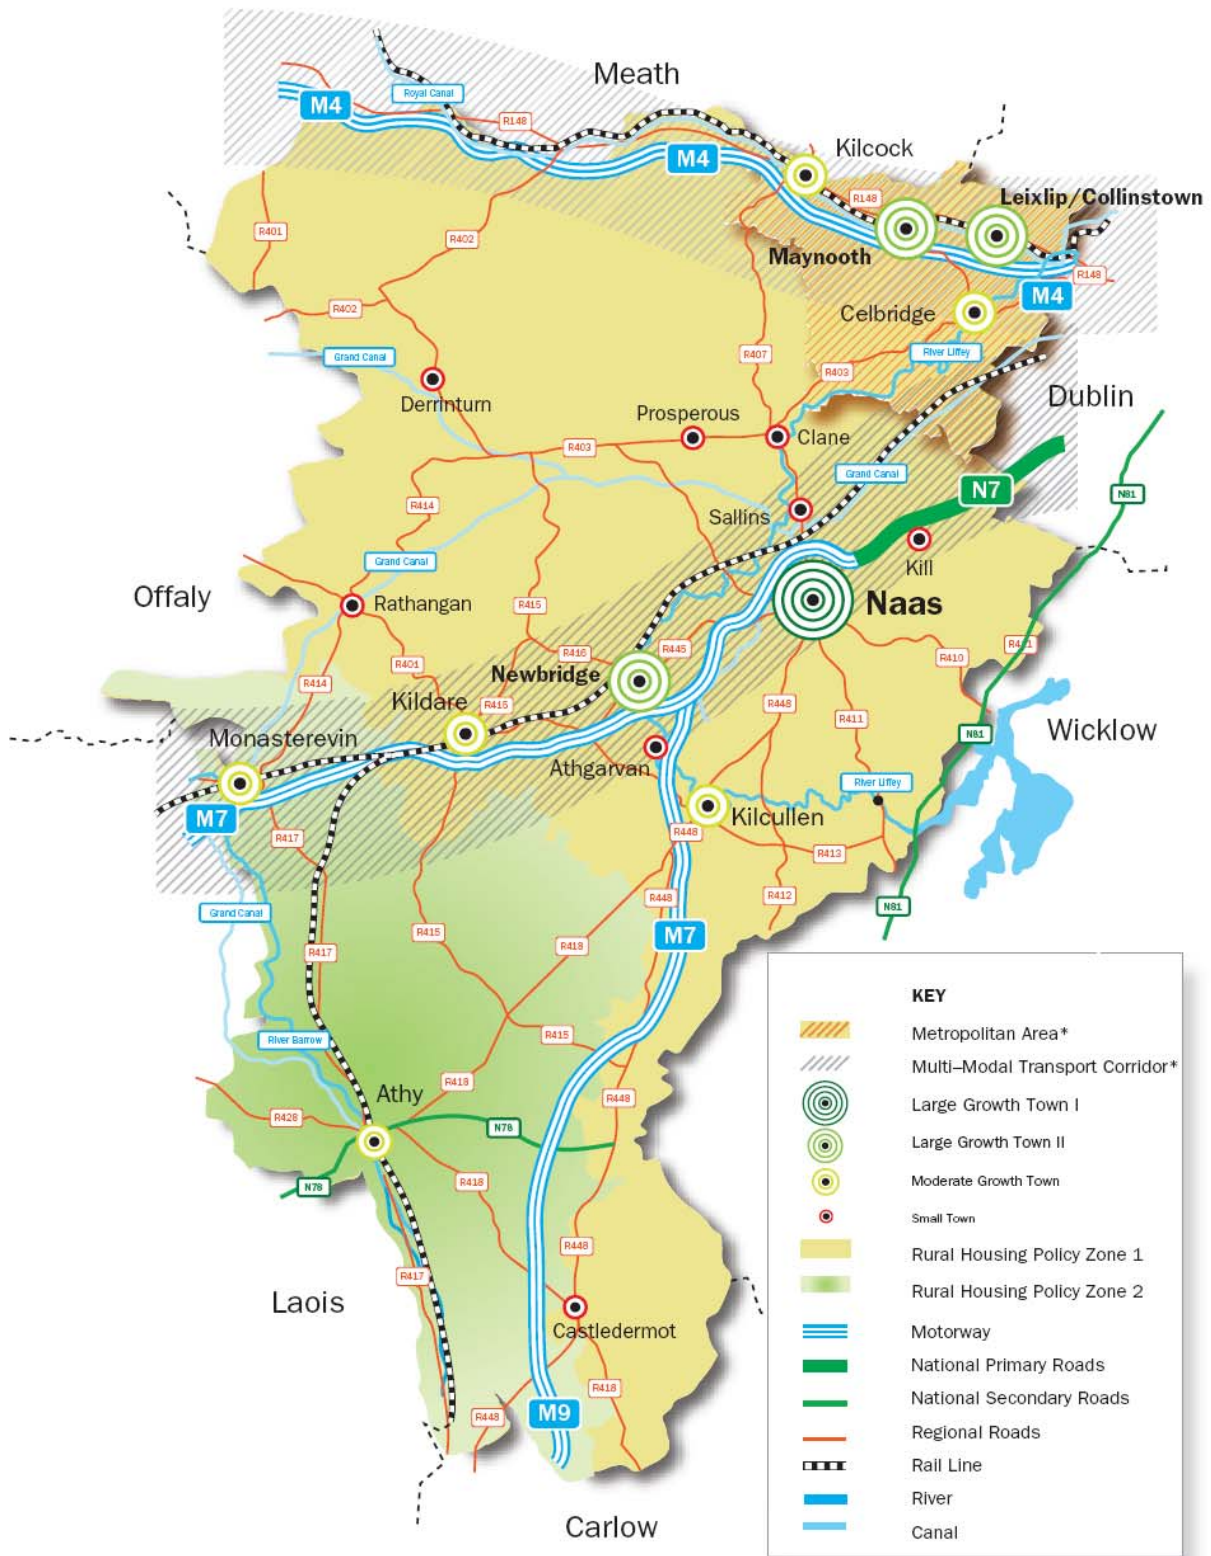 Meath
M4
Royal Canal
R148
M4
Kilcock
R148
Leixlip/Collinstown
Maynooth
R401
R402
R148
M4
R402
Celbridge
Grand Canal
R407
River Liffey
R403
Derrinturn
Prosperous
Dublin
R403
Clane
Grand Canal
N7
N81
R414
Sallins
Grand Canal
Kill
Offaly
Rathangan
R415
Naas
R416
R445
R411
R401
R410
Newbridge
R414
Kildare
R415
R448
R411
Monasterevin
Athgarvan
N81
Wicklow
River Liffey
M7
Kilcullen
R417
R448
R413
R412
R448
N81
Grand Canal
R415
R418
M7
R417
KEY
Metropolitan Area*
River Barrow
R415
Multi–Modal Transport Corridor*
R418
Athy
R448
Large Growth Town I
R428
N78
Large Growth Town II
N78
R418
Moderate Growth Town
Small Town
R448
Rural Housing Policy Zone 1
R417
Rural Housing Policy Zone 2
Laois
Castledermot
Motorway
National Primary Roads
R418
National Secondary Roads
R448
M9
Regional Roads
Rail Line
River
Carlow
Canal